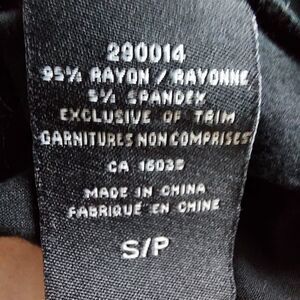 290014
95% RAYON / RAYONNE
5% SPANDEX
EXCLUSIVE OF TRIM
GARNITURES NON COMPRISES
CA 16035
MADE IN CHINA
FABRIQUÉ EN CHINE
S/P